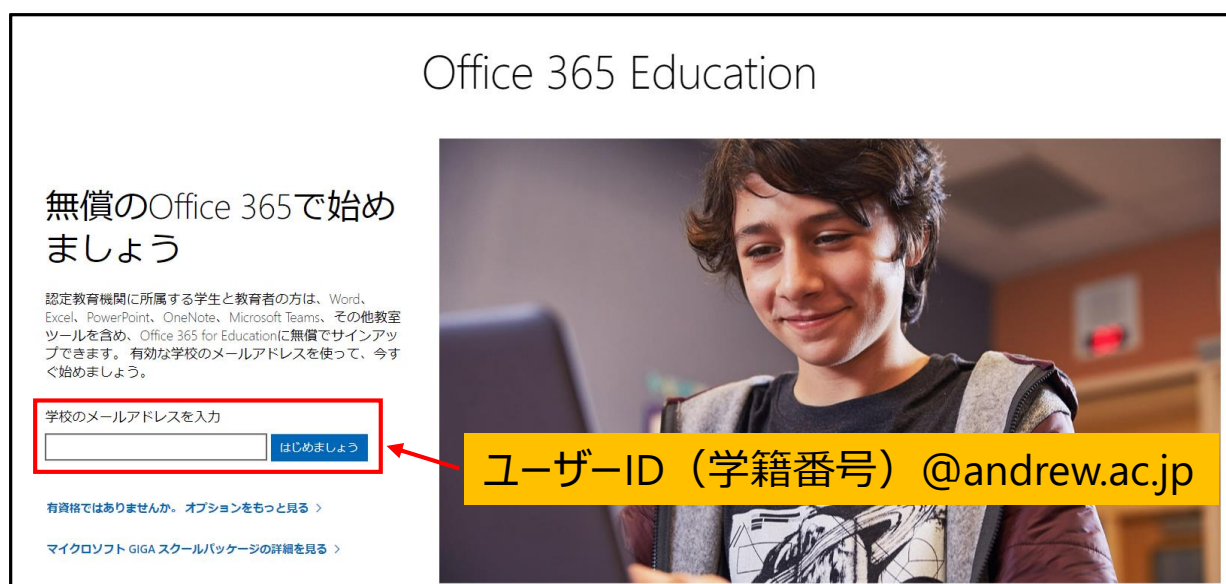 Office 365 Education
無償のOffice 365で始め
ましょう
認定教育機関に所属する学生と教育者の方は、Word、
Excel、PowerPoint、OneNote、Microsoft Teams、その他教室
ツールを含め、Office 365 for Educationに無償でサインアッ
プできます。 有効な学校のメールアドレスを使って、今す
ぐ始めましょう。
学校のメールアドレスを入力
はじめましょう
ユーザーID（学籍番号）@andrew.ac.jp
有資格ではありませんか。オプションをもっと見る >
マイクロソフト GIGA スクールパッケージの詳細を見る >